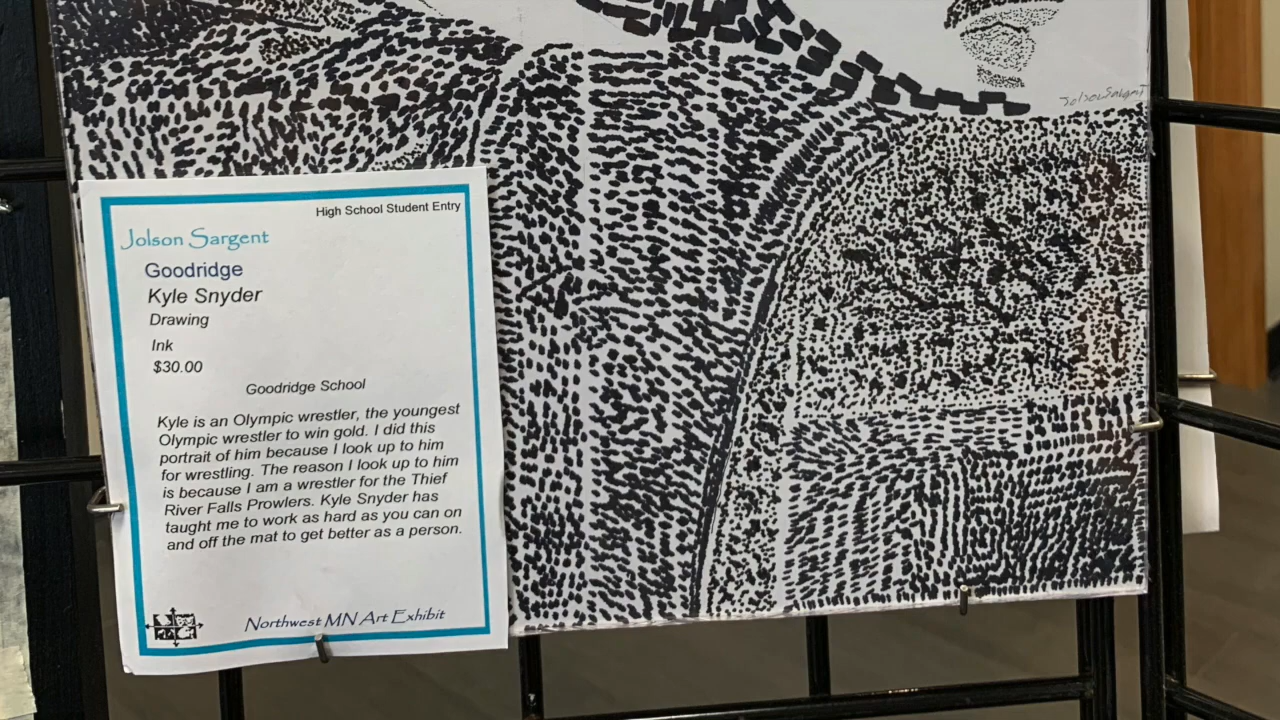 Jolson Sargent
High School Student Entry
Jolson Sargent
Goodridge
Kyle Snyder
Drawing
Ink
$30.00
Goodridge School
Kyle is an Olympic wrestler, the youngest
Olympic wrestler to win gold. I did this
portrait of him because I look up to him
for wrestling. The reason I look up to him
is because I am a wrestler for the Thief
River Falls Prowlers. Kyle Snyder has
taught me to work as hard as you can on
and off the mat to get better as a person.
Northwest MN Art Exhibit